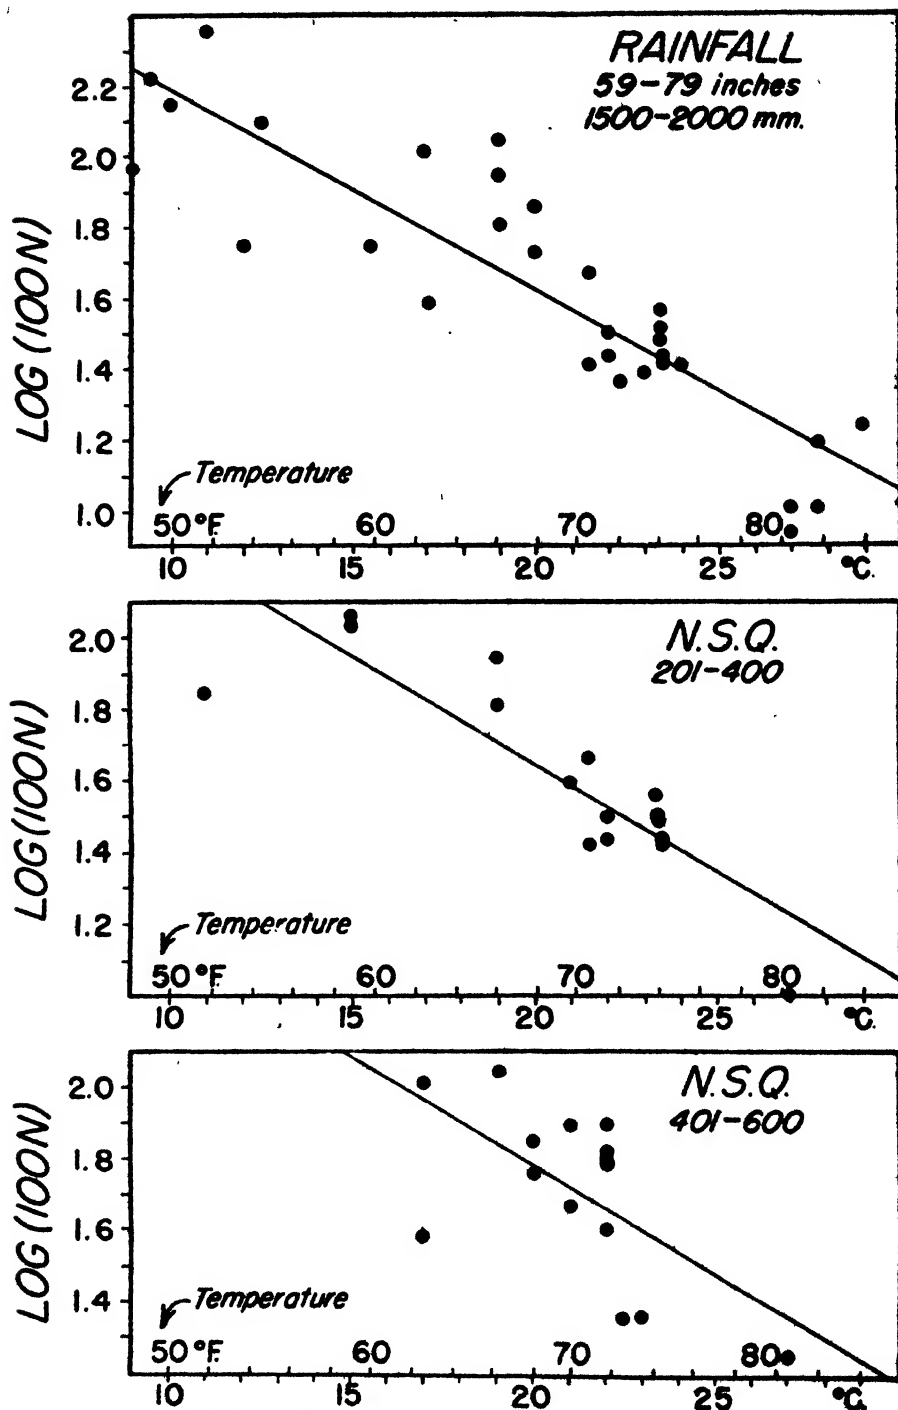 RAINFALL
59-79 inches
1500-2000 mm.
LOG (100N)
2.2
2.0
1.8
1.6
1.4
1.2
1.0
Temperature
50°F. 60 70 80
10 15 20 25 °C.
N.S.Q.
201-400
LOG (100N)
2.0
1.8
1.6
1.4
1.2
Temperature
50°F. 60 70 80
10 15 20 25 °C.
N.S.Q.
401-600
LOG (100N)
2.0
1.8
1.6
1.4
Temperature
50°F. 60 70 80
10 15 20 25 °C.